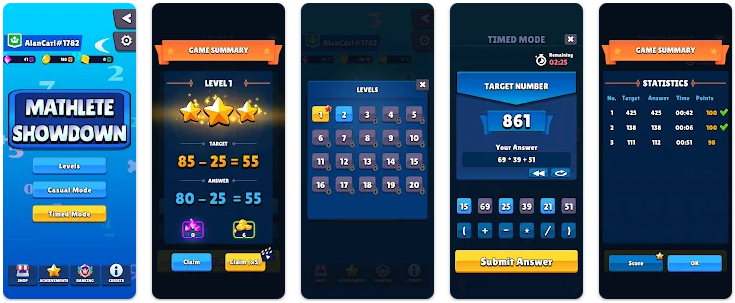 AlanCarl#1782
MATHLETE
SHOWDOWN
Levels
Casual Mode
Timed Mode
SHOP
ACHIEVEMENTS
RANKING
CREDITS
GAME SUMMARY
LEVEL 1
TARGET
85 - 25 = 55
ANSWER
80 - 25 = 55
Claim
Claim (x3)
AlanCarl#1782
LEVELS
1 2 3 4 5
6 7 8 9 10
11 12 13 14 15
16 17 18 19 20
TIMED MODE
Remaining
02:25
TARGET NUMBER
861
Your Answer
69 * 39 + 51
15 69 25 39 21 51
( + - * / )
Submit Answer
GAME SUMMARY
STATISTICS
No. Target Answer Time Points
1 425 425 00:42 100
2 138 138 00:06 100
3 111 112 00:51 98
Score
OK